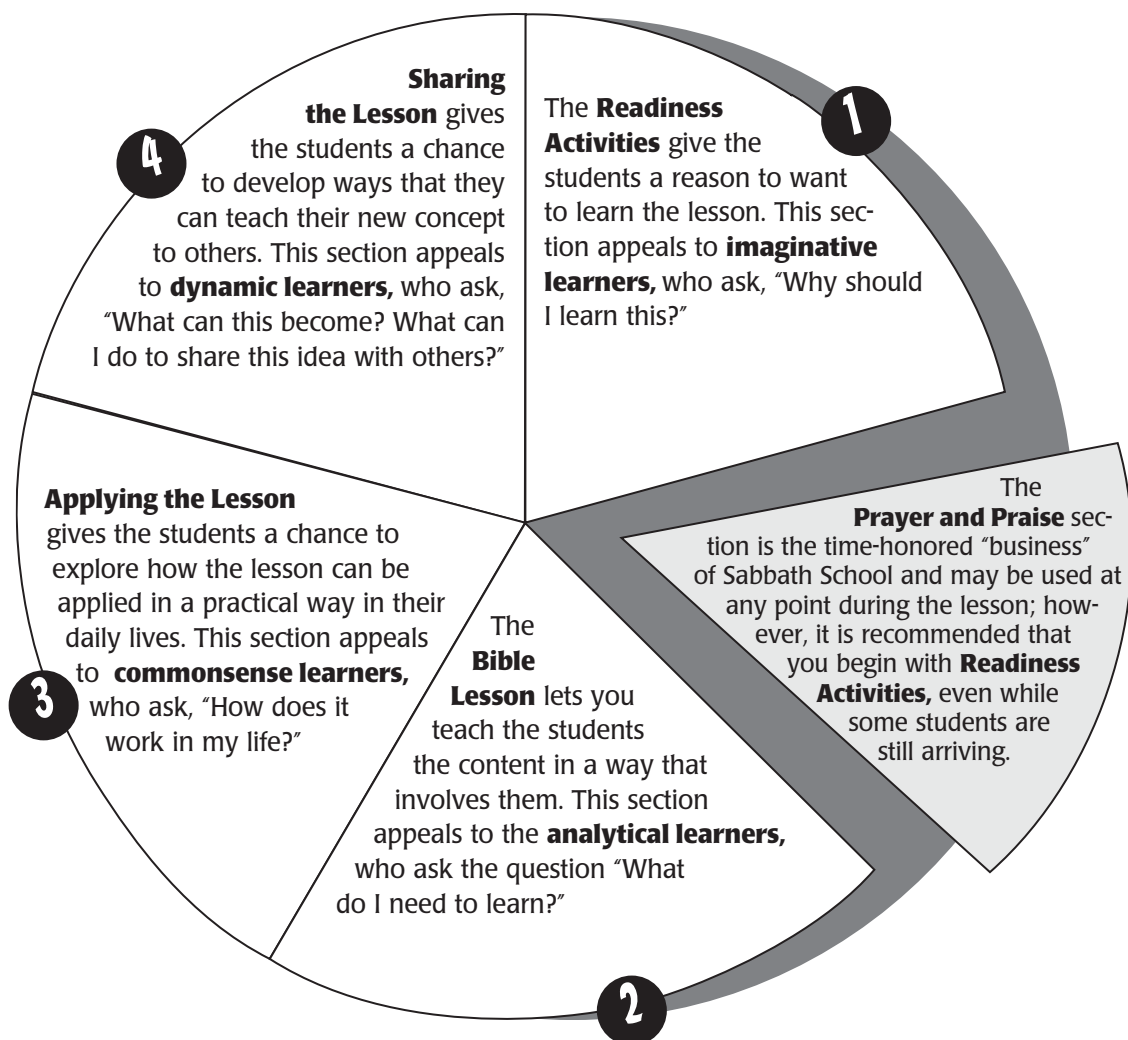 1
The Readiness
Activities give the
students a reason to want
to learn the lesson. This sec-
tion appeals to imaginative
learners, who ask, “Why should
I learn this?”
The
Prayer and Praise sec-
tion is the time-honored “business”
of Sabbath School and may be used at
any point during the lesson; how-
ever, it is recommended that
you begin with Readiness
Activities, even while
some students are
still arriving.
2
The
Bible
Lesson lets you
teach the students
the content in a way that
involves them. This section
appeals to the analytical learners,
who ask the question “What
do I need to learn?”
3
Applying the Lesson
gives the students a chance to
explore how the lesson can be
applied in a practical way in their
daily lives. This section appeals
to commonsense learners,
who ask, “How does it
work in my life?”
4
Sharing
the Lesson gives
the students a chance
to develop ways that they
can teach their new concept
to others. This section appeals
to dynamic learners, who ask,
“What can this become? What can
I do to share this idea with others?”